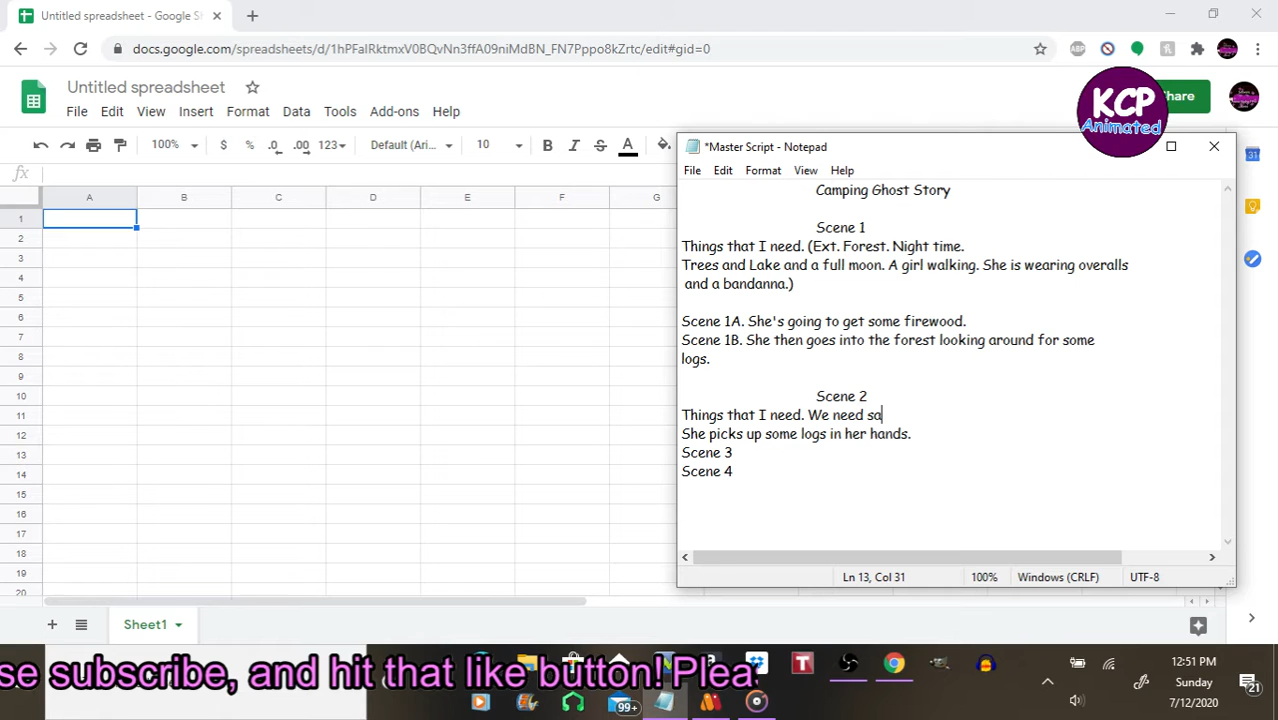 Untitled spreadsheet - Google S
docs.google.com/spreadsheets/d/1hPFaIRktmxV0BQvNn3ffA09niMdBN_FN7Pppo8kZrtc/edit#gid=0
ABP
Untitled spreadsheet
File Edit View Insert Format Data Tools Add-ons Help
hare
KCP
Animated
100% $ % .0 .00 123 Default (Ari... 10 B I S A
fx
A B C D E F G
1
2
3
4
5
6
7
8
9
10
11
12
13
14
15
16
17
18
19
20
Sheet1
*Master Script - Notepad
File Edit Format View Help
Camping Ghost Story
Scene 1
Things that I need. (Ext. Forest. Night time.
Trees and Lake and a full moon. A girl walking. She is wearing overalls
and a bandanna.)
Scene 1A. She's going to get some firewood.
Scene 1B. She then goes into the forest looking around for some
logs.
Scene 2
Things that I need. We need sa
She picks up some logs in her hands.
Scene 3
Scene 4
Ln 13, Col 31 100% Windows (CRLF) UTF-8
31
se subscribe, and hit that like button! Plea
T
99+
12:51 PM
Sunday
7/12/2020
21